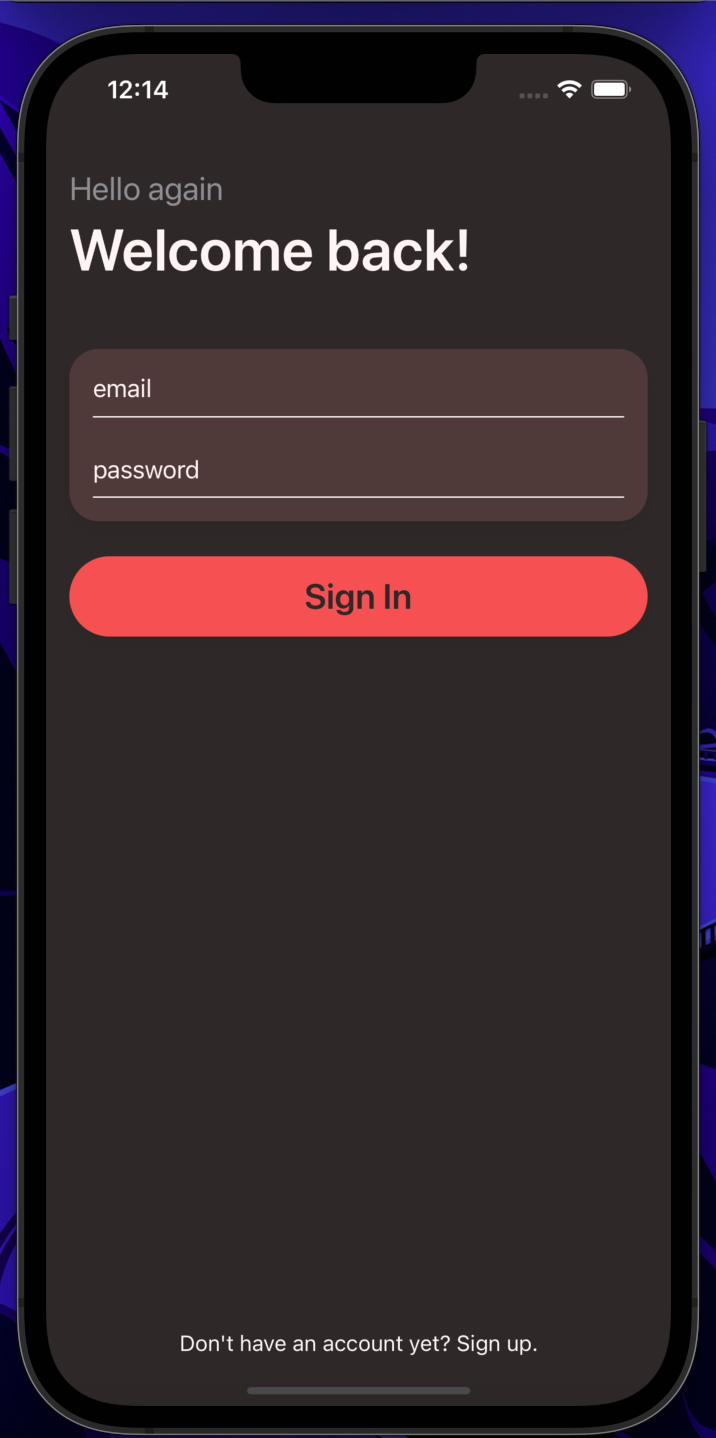 12:14
Hello again
Welcome back!
email
password
Sign In
Don't have an account yet? Sign up.